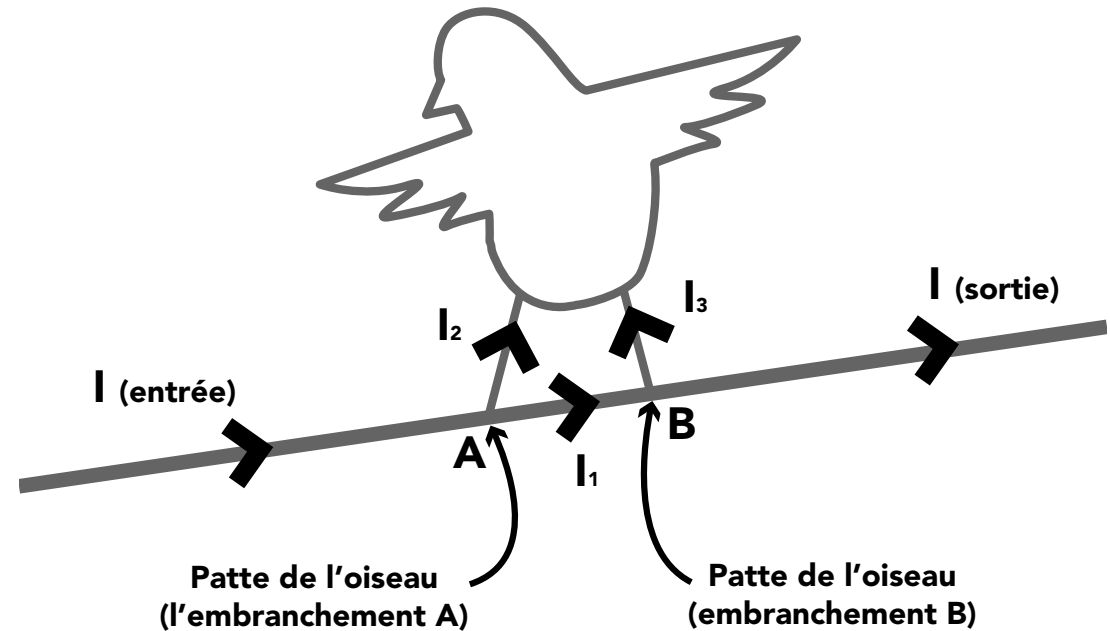 I (sortie)
I3
I2
I (entrée)
A
B
I1
Patte de l’oiseau
(l’embranchement A)
Patte de l’oiseau
(embranchement B)